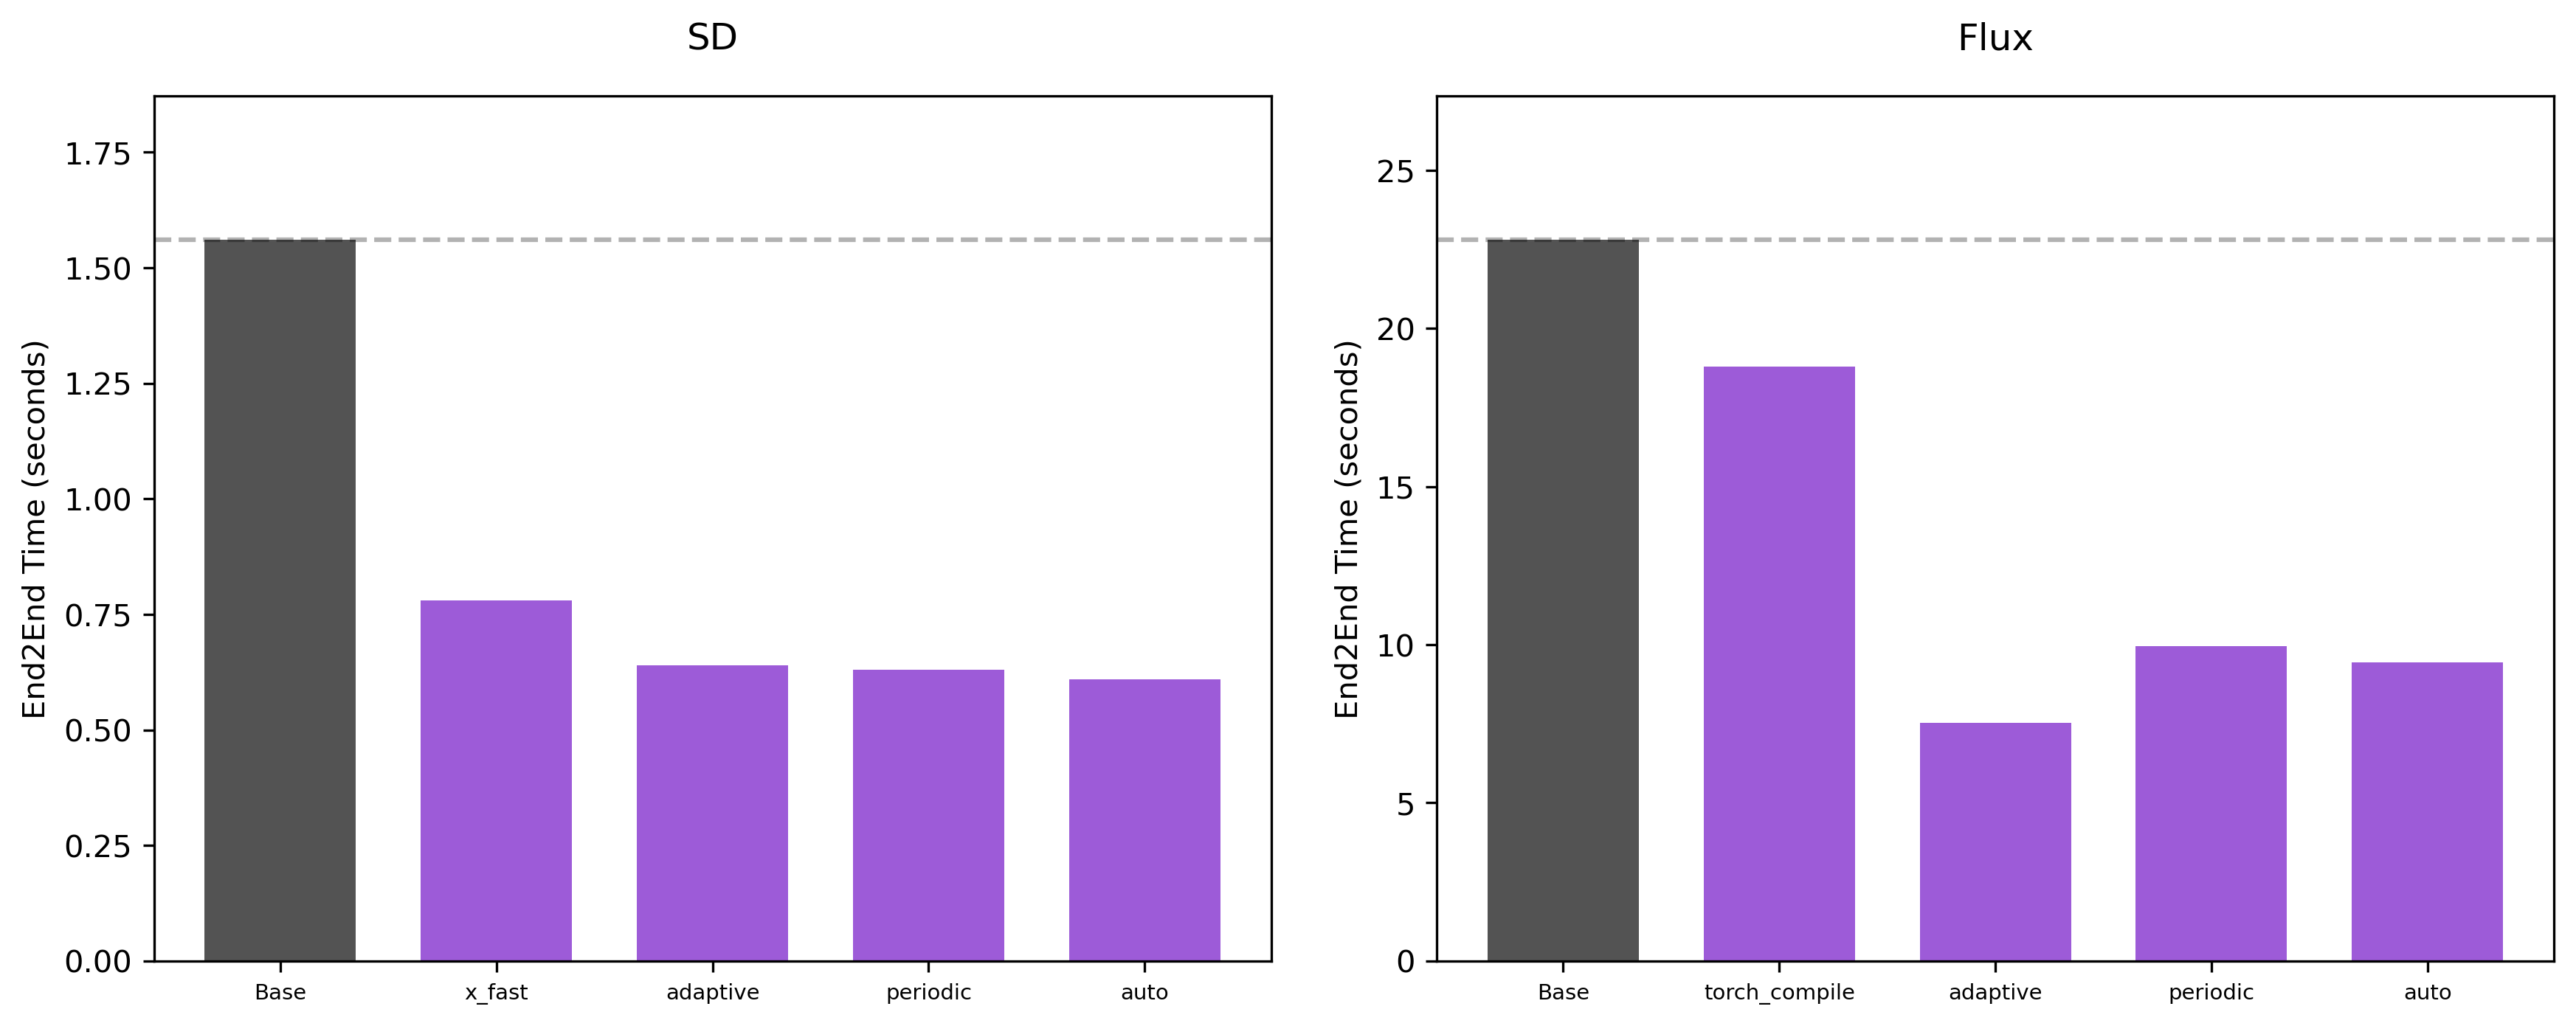 SD
End2End Time (seconds)
1.75
1.50
1.25
1.00
0.75
0.50
0.25
0.00
Base x_fast adaptive periodic auto
Flux
End2End Time (seconds)
25
20
15
10
5
0
Base torch_compile adaptive periodic auto